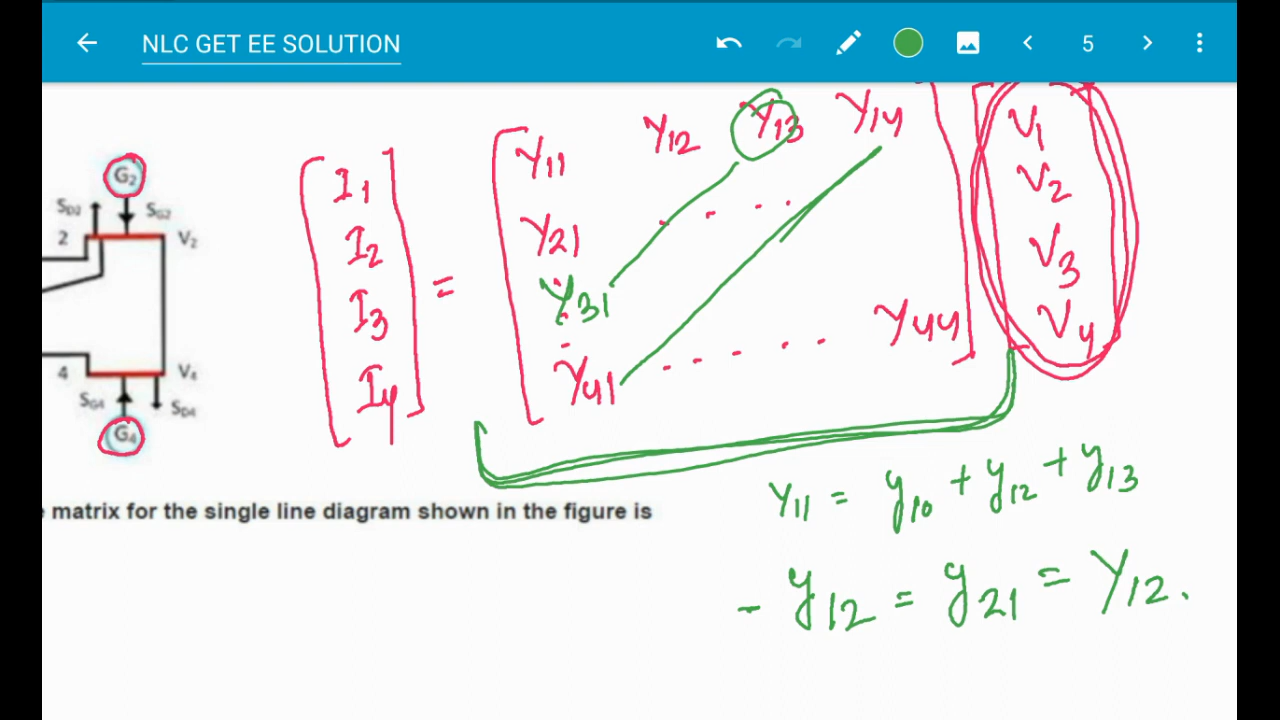 NLC GET EE SOLUTION
5
G2
SD2 SG2
2 V2
4 V4
SG4 SD4
G4
I1
I2
I3
I4
=
Y11 Y12 Y13 Y14
Y21 . . . .
Y31
Y41 . . . . . Y44
V1
V2
V3
V4
matrix for the single line diagram shown in the figure is
Y11 = y10 + y12 + y13
- y12 = y21 = Y12.